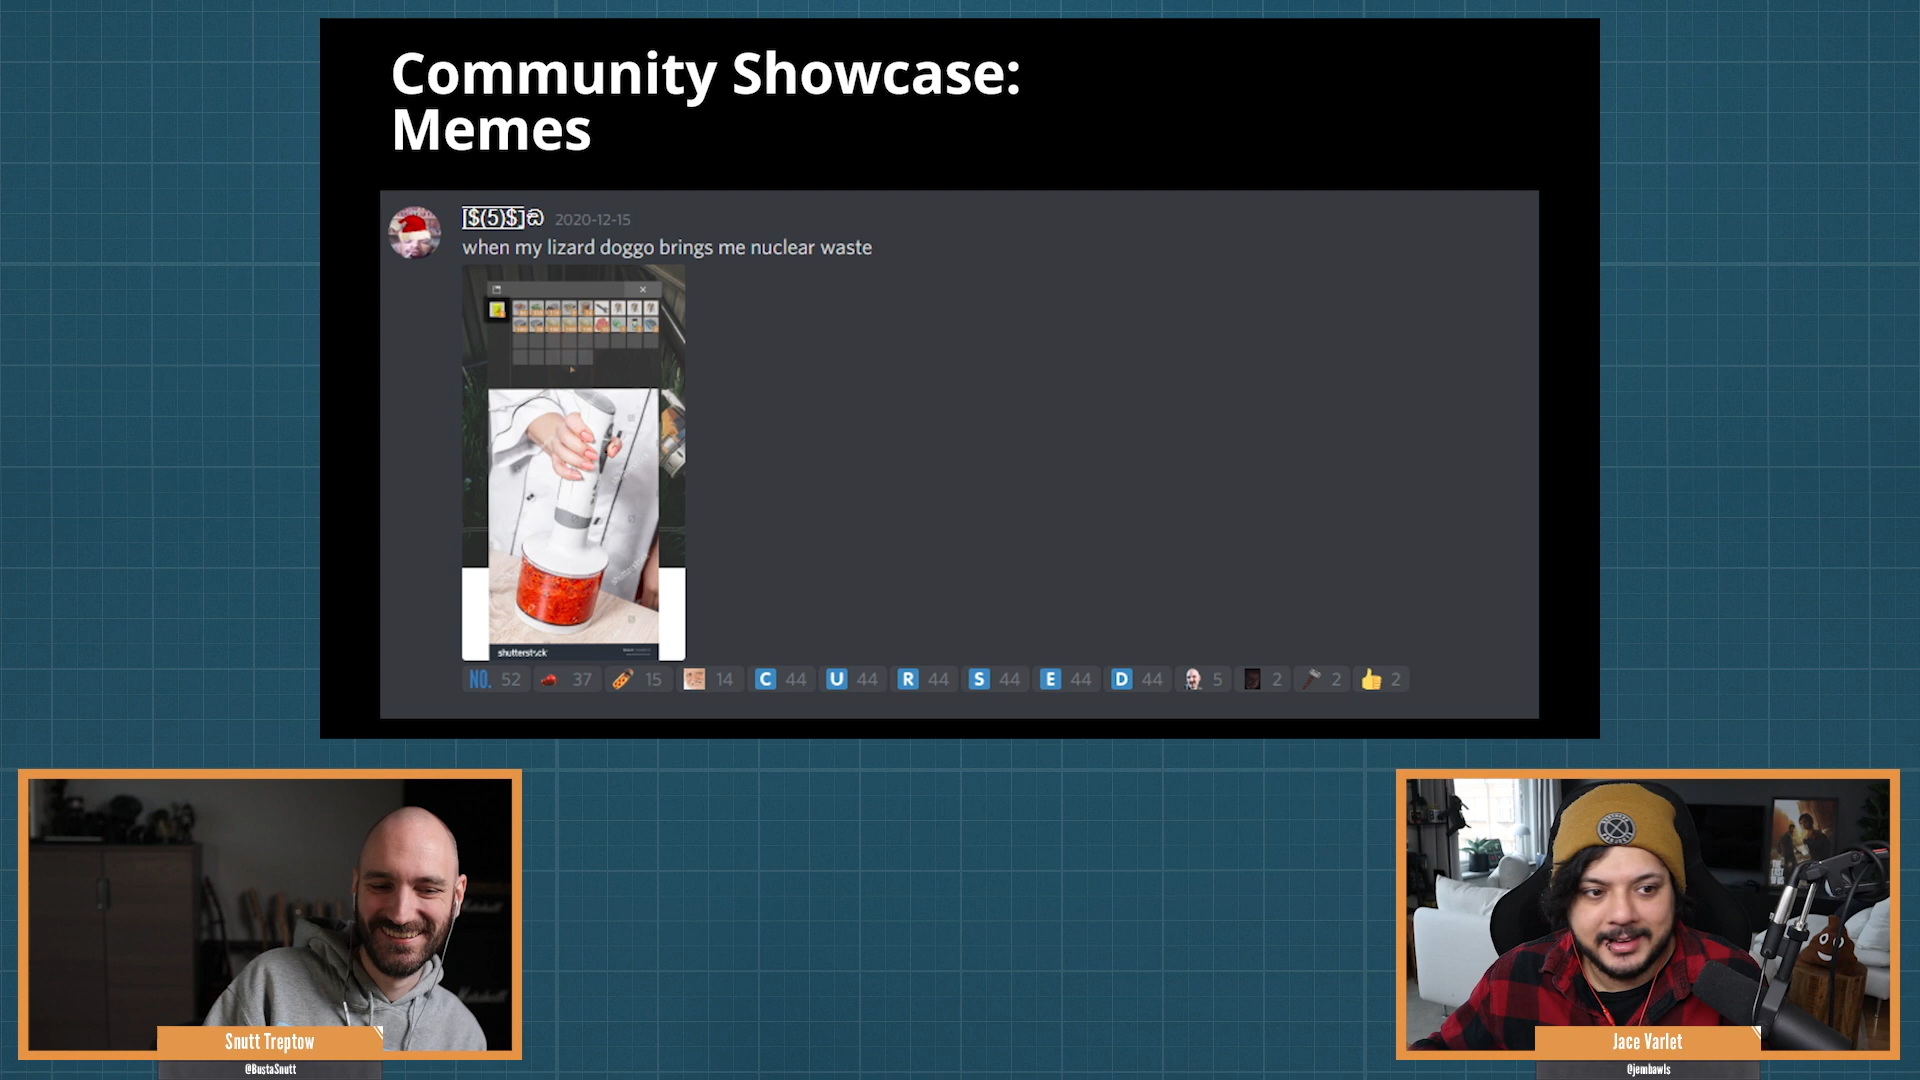 Community Showcase:
Memes
[$(5)$]ඞ 2020-12-15
when my lizard doggo brings me nuclear waste
shutterstock
NO. 52 37 15 14 C 44 U 44 R 44 S 44 E 44 D 44 5 2 2 2
Snutt Treptow
@BustaSnutt
Jace Varlet
@jembawls